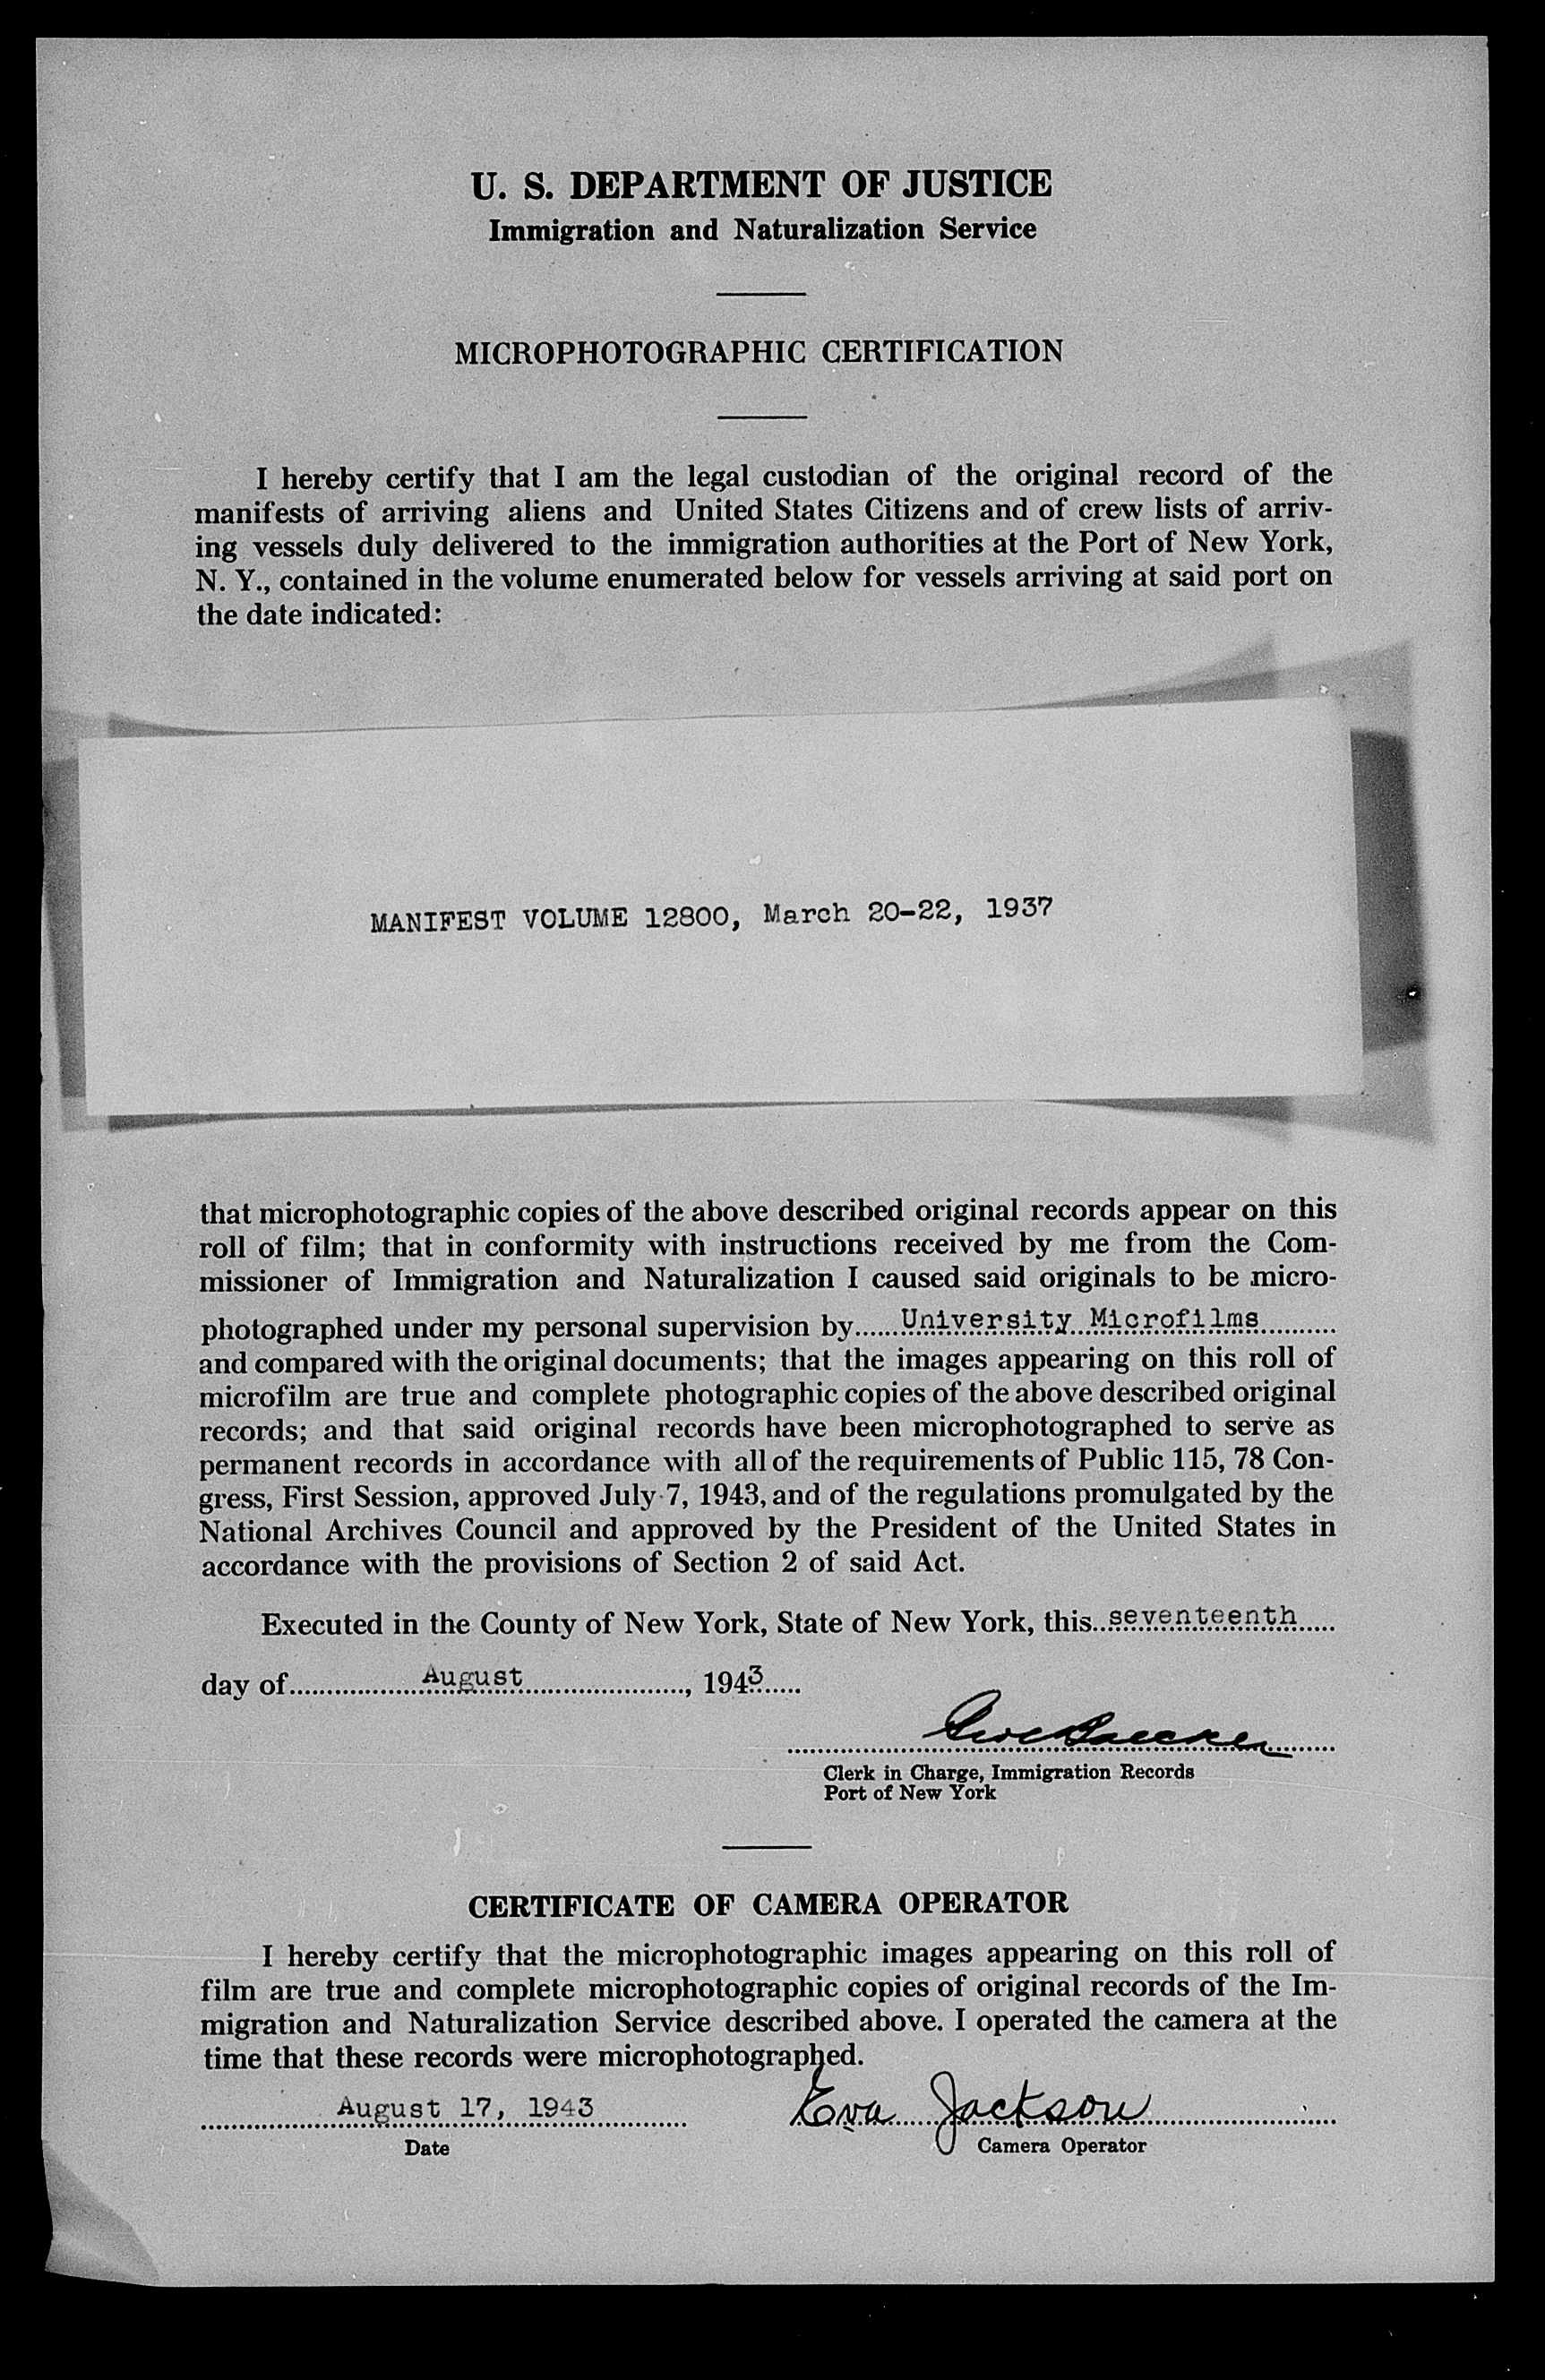 U. S. DEPARTMENT OF JUSTICE
Immigration and Naturalization Service
MICROPHOTOGRAPHIC CERTIFICATION
I hereby certify that I am the legal custodian of the original record of the
manifests of arriving aliens and United States Citizens and of crew lists of arriv-
ing vessels duly delivered to the immigration authorities at the Port of New York,
N. Y., contained in the volume enumerated below for vessels arriving at said port on
the date indicated:
MANIFEST VOLUME 12800, March 20-22, 1937
that microphotographic copies of the above described original records appear on this
roll of film; that in conformity with instructions received by me from the Com-
missioner of Immigration and Naturalization I caused said originals to be micro-
photographed under my personal supervision by......University Microfilms..........
and compared with the original documents; that the images appearing on this roll of
microfilm are true and complete photographic copies of the above described original
records; and that said original records have been microphotographed to serve as
permanent records in accordance with all of the requirements of Public 115, 78 Con-
gress, First Session, approved July 7, 1943, and of the regulations promulgated by the
National Archives Council and approved by the President of the United States in
accordance with the provisions of Section 2 of said Act.
Executed in the County of New York, State of New York, this..seventeenth.....
day of..................August......................, 1943.....
Clerk in Charge, Immigration Records
Port of New York
CERTIFICATE OF CAMERA OPERATOR
I hereby certify that the microphotographic images appearing on this roll of
film are true and complete microphotographic copies of original records of the Im-
migration and Naturalization Service described above. I operated the camera at the
time that these records were microphotographed.
August 17, 1943 Eva Jackson
Date Camera Operator